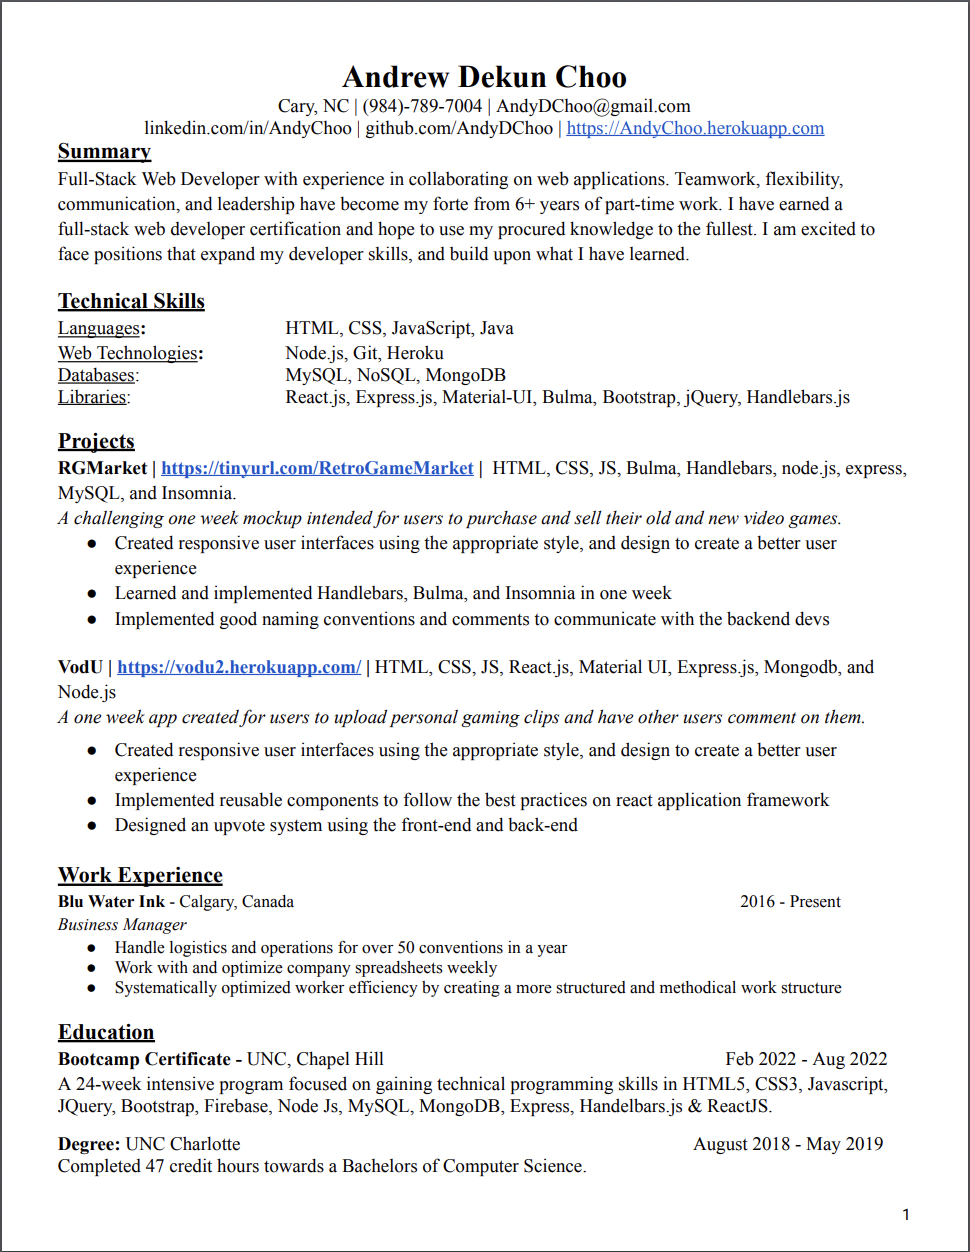 Andrew Dekun Choo
Cary, NC | (984)-789-7004 | AndyDChoo@gmail.com
linkedin.com/in/AndyChoo | github.com/AndyDChoo | https://AndyChoo.herokuapp.com
Summary
Full-Stack Web Developer with experience in collaborating on web applications. Teamwork, flexibility,
communication, and leadership have become my forte from 6+ years of part-time work. I have earned a
full-stack web developer certification and hope to use my procured knowledge to the fullest. I am excited to
face positions that expand my developer skills, and build upon what I have learned.
Technical Skills
Languages: HTML, CSS, JavaScript, Java
Web Technologies: Node.js, Git, Heroku
Databases: MySQL, NoSQL, MongoDB
Libraries: React.js, Express.js, Material-UI, Bulma, Bootstrap, jQuery, Handlebars.js
Projects
RGMarket | https://tinyurl.com/RetroGameMarket | HTML, CSS, JS, Bulma, Handlebars, node.js, express,
MySQL, and Insomnia.
A challenging one week mockup intended for users to purchase and sell their old and new video games.
● Created responsive user interfaces using the appropriate style, and design to create a better user
experience
● Learned and implemented Handlebars, Bulma, and Insomnia in one week
● Implemented good naming conventions and comments to communicate with the backend devs
VodU | https://vodu2.herokuapp.com/ | HTML, CSS, JS, React.js, Material UI, Express.js, Mongodb, and
Node.js
A one week app created for users to upload personal gaming clips and have other users comment on them.
● Created responsive user interfaces using the appropriate style, and design to create a better user
experience
● Implemented reusable components to follow the best practices on react application framework
● Designed an upvote system using the front-end and back-end
Work Experience
Blu Water Ink - Calgary, Canada 2016 - Present
Business Manager
● Handle logistics and operations for over 50 conventions in a year
● Work with and optimize company spreadsheets weekly
● Systematically optimized worker efficiency by creating a more structured and methodical work structure
Education
Bootcamp Certificate - UNC, Chapel Hill Feb 2022 - Aug 2022
A 24-week intensive program focused on gaining technical programming skills in HTML5, CSS3, Javascript,
JQuery, Bootstrap, Firebase, Node Js, MySQL, MongoDB, Express, Handelbars.js & ReactJS.
Degree: UNC Charlotte August 2018 - May 2019
Completed 47 credit hours towards a Bachelors of Computer Science.
1